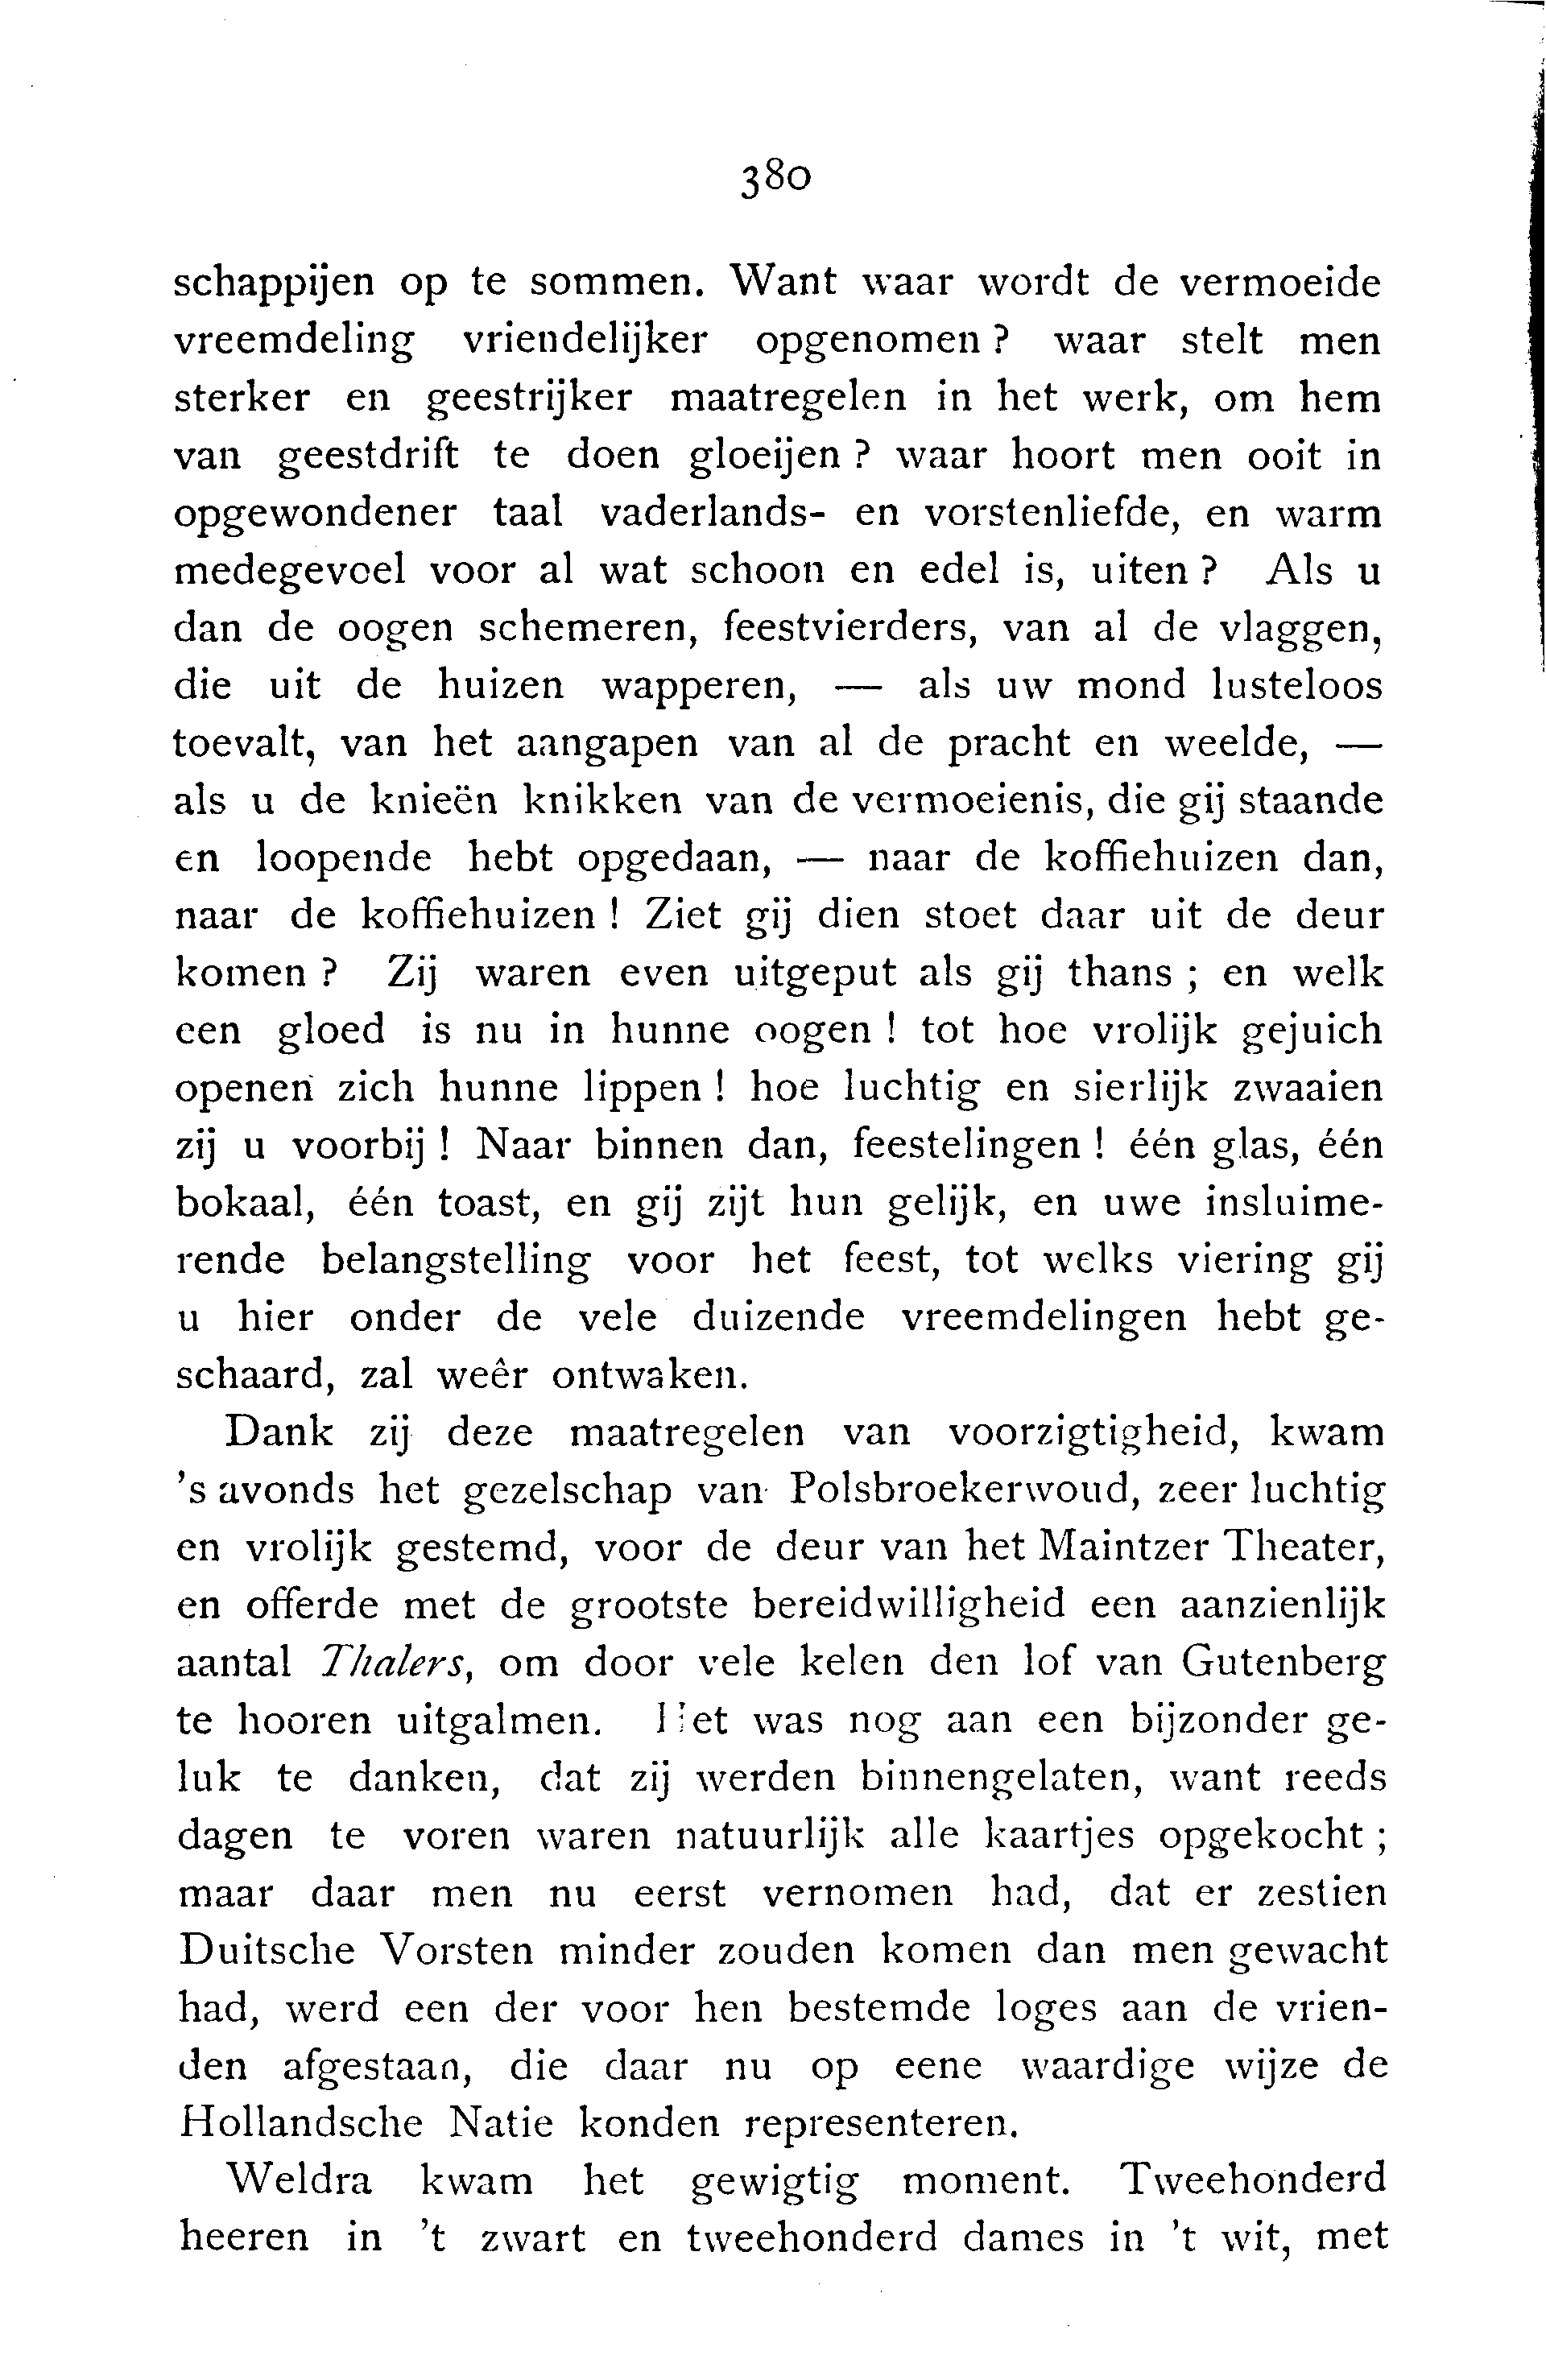 380
schappijen op te sommen. Want waar wordt de vermoeide
vreemdeling vriendelijker opgenomen ? waar stelt men
sterker en geestrijker maatregelen in het werk, om hem
van geestdrift te doen gloeijen ? waar hoort men ooit in
opgewondener taal vaderlands- en vorstenliefde, en warm
medegevoel voor al wat schoon en edel is, uiten ? Als u
dan de oogen schemeren, feestvierders, van al de vlaggen,
die uit de huizen wapperen, — als uw mond lusteloos
toevalt, van het aangapen van al de pracht en weelde, —
als u de knieën knikken van de vermoeienis, die gij staande
en loopende hebt opgedaan, — naar de koffiehuizen dan,
naar de koffiehuizen ! Ziet gij dien stoet daar uit de deur
komen ? Zij waren even uitgeput als gij thans ; en welk
een gloed is nu in hunne oogen ! tot hoe vrolijk gejuich
openen zich hunne lippen ! hoe luchtig en sierlijk zwaaien
zij u voorbij ! Naar binnen dan, feestelingen ! één glas, één
bokaal, één toast, en gij zijt hun gelijk, en uwe insluime-
rende belangstelling voor het feest, tot welks viering gij
u hier onder de vele duizende vreemdelingen hebt ge-
schaard, zal weêr ontwaken.
Dank zij deze maatregelen van voorzigtigheid, kwam
's avonds het gezelschap van Polsbroekerwoud, zeer luchtig
en vrolijk gestemd, voor de deur van het Maintzer Theater,
en offerde met de grootste bereidwilligheid een aanzienlijk
aantal Thalers, om door vele kelen den lof van Gutenberg
te hooren uitgalmen. Het was nog aan een bijzonder ge-
luk te danken, dat zij werden binnengelaten, want reeds
dagen te voren waren natuurlijk alle kaartjes opgekocht ;
maar daar men nu eerst vernomen had, dat er zestien
Duitsche Vorsten minder zouden komen dan men gewacht
had, werd een der voor hen bestemde loges aan de vrien-
den afgestaan, die daar nu op eene waardige wijze de
Hollandsche Natie konden representeren.
Weldra kwam het gewigtig moment. Tweehonderd
heeren in 't zwart en tweehonderd dames in 't wit, met